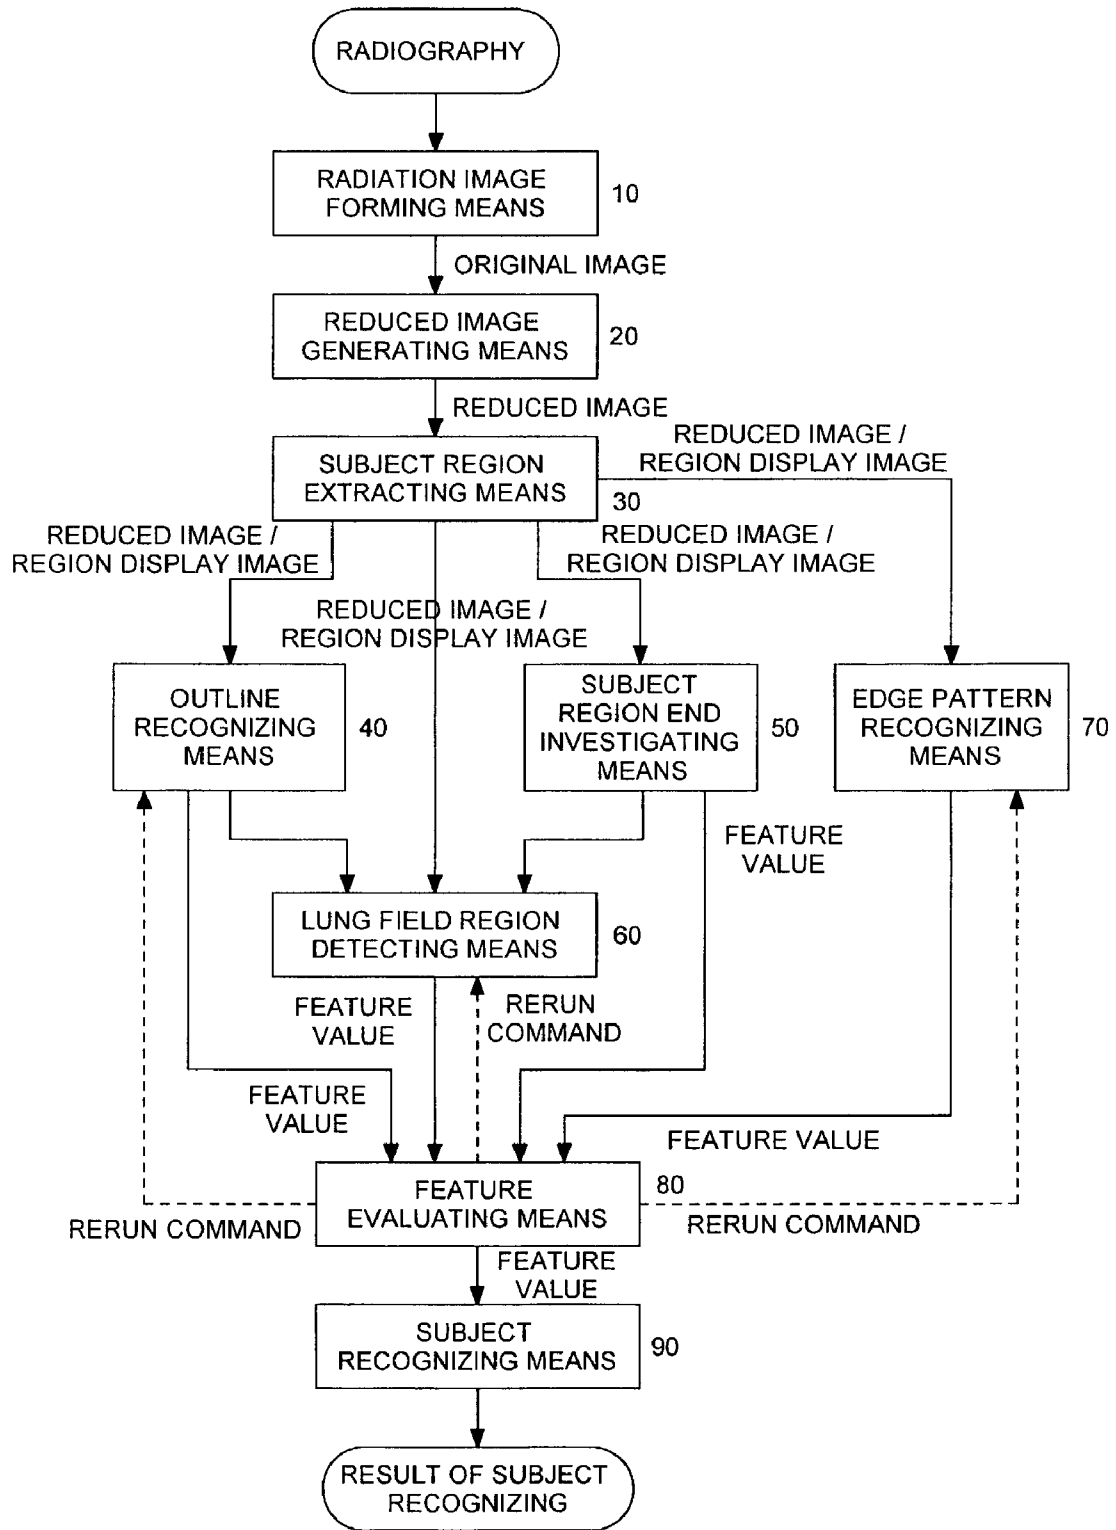 RADIOGRAPHY
RADIATION IMAGE
FORMING MEANS
10
ORIGINAL IMAGE
REDUCED IMAGE
GENERATING MEANS
20
REDUCED IMAGE
SUBJECT REGION
EXTRACTING MEANS
30
REDUCED IMAGE /
REGION DISPLAY IMAGE
REDUCED IMAGE /
REGION DISPLAY IMAGE
REDUCED IMAGE /
REGION DISPLAY IMAGE
REDUCED IMAGE /
REGION DISPLAY IMAGE
OUTLINE
RECOGNIZING
MEANS
40
SUBJECT
REGION END
INVESTIGATING
MEANS
50
EDGE PATTERN
RECOGNIZING
MEANS
70
FEATURE
VALUE
LUNG FIELD REGION
DETECTING MEANS
60
FEATURE
VALUE
RERUN
COMMAND
FEATURE
VALUE
FEATURE VALUE
FEATURE
EVALUATING MEANS
80
RERUN COMMAND
RERUN COMMAND
FEATURE
VALUE
SUBJECT
RECOGNIZING MEANS
90
RESULT OF SUBJECT
RECOGNIZING